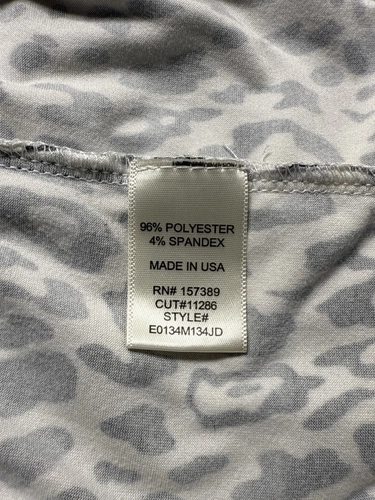 96% POLYESTER
4% SPANDEX
MADE IN USA
RN# 157389
CUT#11286
STYLE#
E0134M134JD